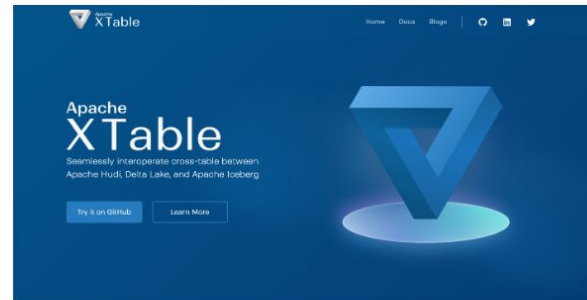 Apache
XTable
Home Docs Blogs
Apache
XTable
Seamlessly interoperate cross-table between
Apache Hudi, Delta Lake, and Apache Iceberg
Try it on GitHub
Learn More